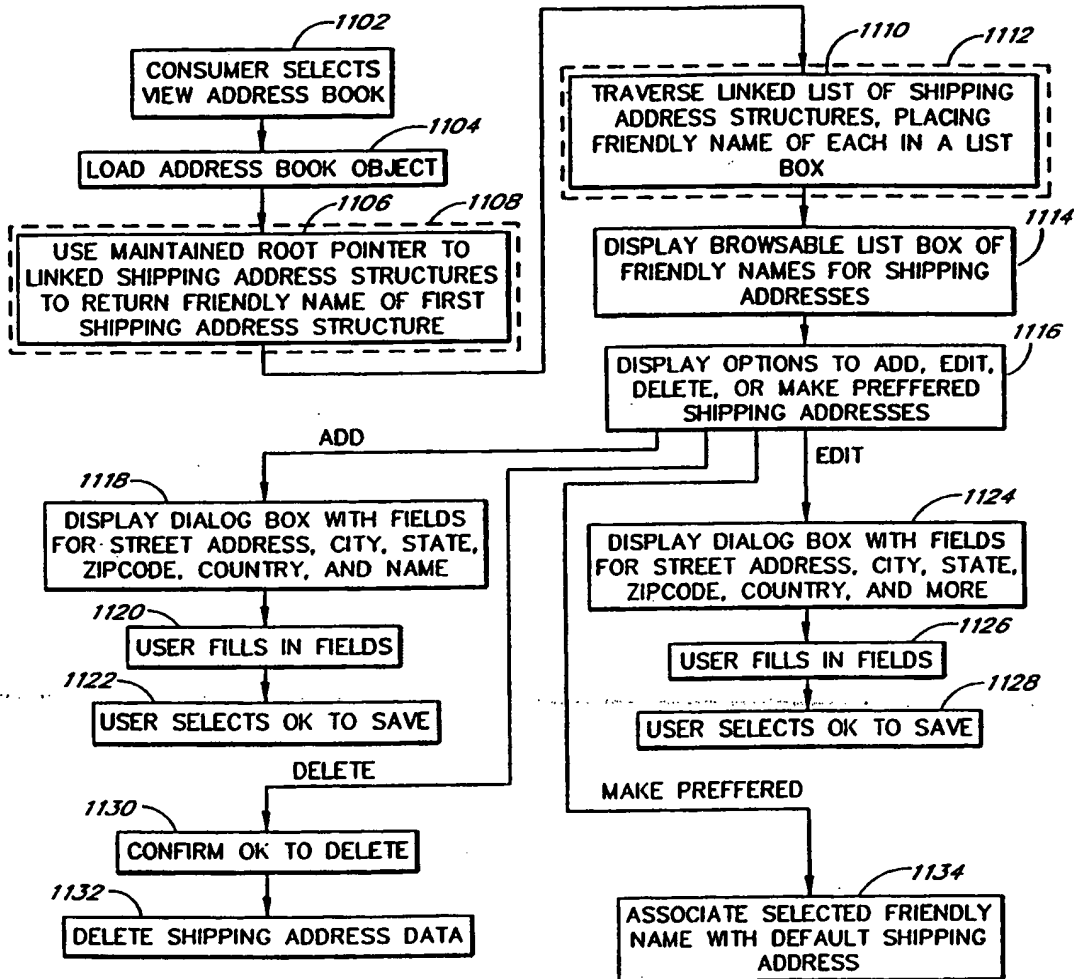 1102
CONSUMER SELECTS
VIEW ADDRESS BOOK
1104
LOAD ADDRESS BOOK OBJECT
1106
1108
USE MAINTAINED ROOT POINTER TO
LINKED SHIPPING ADDRESS STRUCTURES
TO RETURN FRIENDLY NAME OF FIRST
SHIPPING ADDRESS STRUCTURE
1110
1112
TRAVERSE LINKED LIST OF SHIPPING
ADDRESS STRUCTURES, PLACING
FRIENDLY NAME OF EACH IN A LIST
BOX
1114
DISPLAY BROWSABLE LIST BOX OF
FRIENDLY NAMES FOR SHIPPING
ADDRESSES
1116
DISPLAY OPTIONS TO ADD, EDIT,
DELETE, OR MAKE PREFFERED
SHIPPING ADDRESSES
ADD
1118
DISPLAY DIALOG BOX WITH FIELDS
FOR STREET ADDRESS, CITY, STATE,
ZIPCODE, COUNTRY, AND NAME
1120
USER FILLS IN FIELDS
1122
USER SELECTS OK TO SAVE
EDIT
1124
DISPLAY DIALOG BOX WITH FIELDS
FOR STREET ADDRESS, CITY, STATE,
ZIPCODE, COUNTRY, AND MORE
1126
USER FILLS IN FIELDS
1128
USER SELECTS OK TO SAVE
DELETE
1130
CONFIRM OK TO DELETE
1132
DELETE SHIPPING ADDRESS DATA
MAKE PREFFERED
1134
ASSOCIATE SELECTED FRIENDLY
NAME WITH DEFAULT SHIPPING
ADDRESS